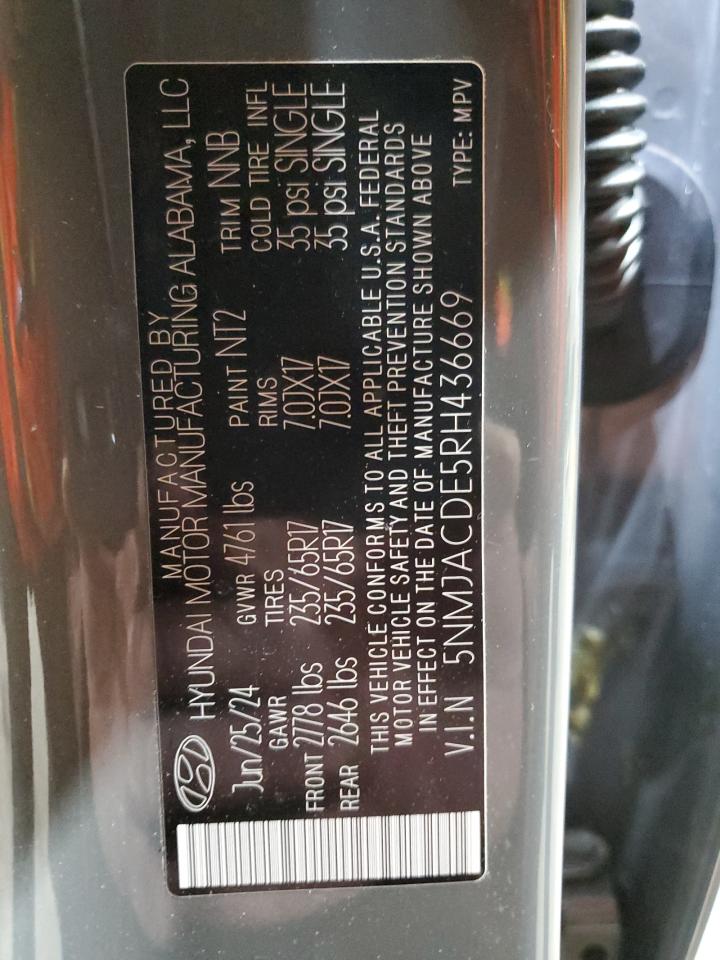 MANUFACTURED BY
HYUNDAI MOTOR MANUFACTURING ALABAMA, LLC
Jun/25/24 GVWR 4761 lbs PAINT NT2 TRIM NNB
GAWR TIRES RIMS COLD TIRE INFL
FRONT 2778 lbs 235/65R17 7.0JX17 35 psi SINGLE
REAR 2646 lbs 235/65R17 7.0JX17 35 psi SINGLE
THIS VEHICLE CONFORMS TO ALL APPLICABLE U.S.A. FEDERAL
MOTOR VEHICLE SAFETY AND THEFT PREVENTION STANDARDS
IN EFFECT ON THE DATE OF MANUFACTURE SHOWN ABOVE
V.I.N 5NMJACDE5RH436669 TYPE: MPV